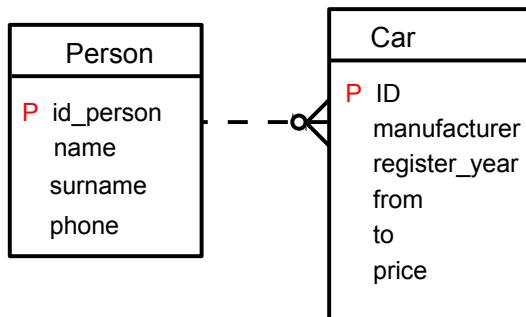 Person
P id_person
name
surname
phone
Car
P ID
manufacturer
register_year
from
to
price